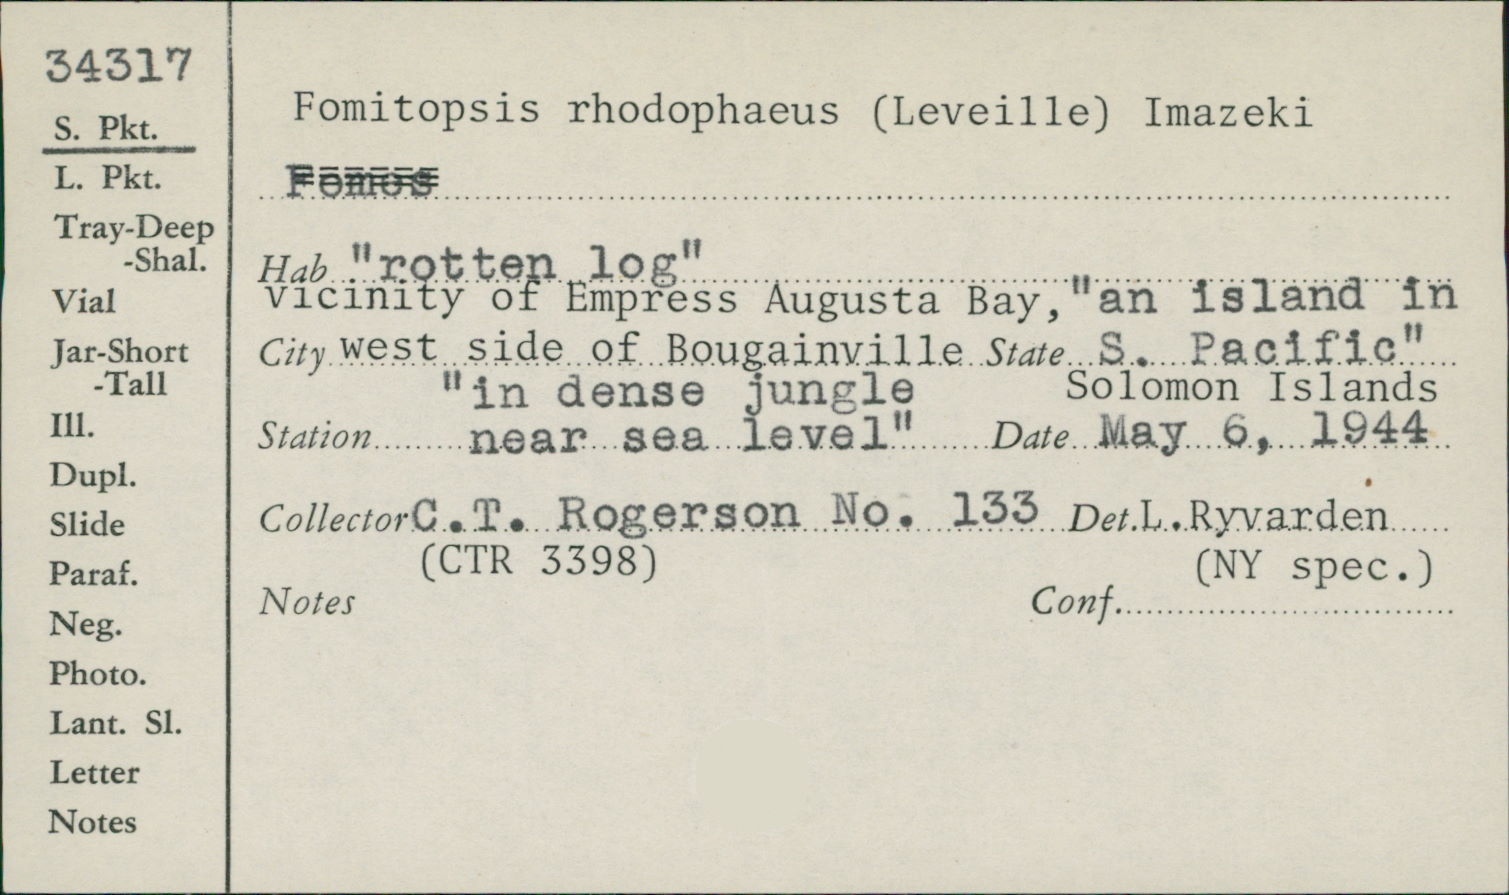 34317
S. Pkt.
L. Pkt.
Tray-Deep
-Shal.
Vial
Jar-Short
-Tall
Ill.
Dupl.
Slide
Paraf.
Neg.
Photo.
Lant. Sl.
Letter
Notes
Fomitopsis rhodophaeus (Leveille) Imazeki
Fomes
Hab. "rotten log"
vicinity of Empress Augusta Bay, "an island in
City west side of Bougainville State S. Pacific"
"in dense jungle Solomon Islands
Station near sea level" Date May 6, 1944
Collector C.T. Rogerson No. 133 Det. L. Ryvarden
(CTR 3398) (NY spec.)
Notes Conf.